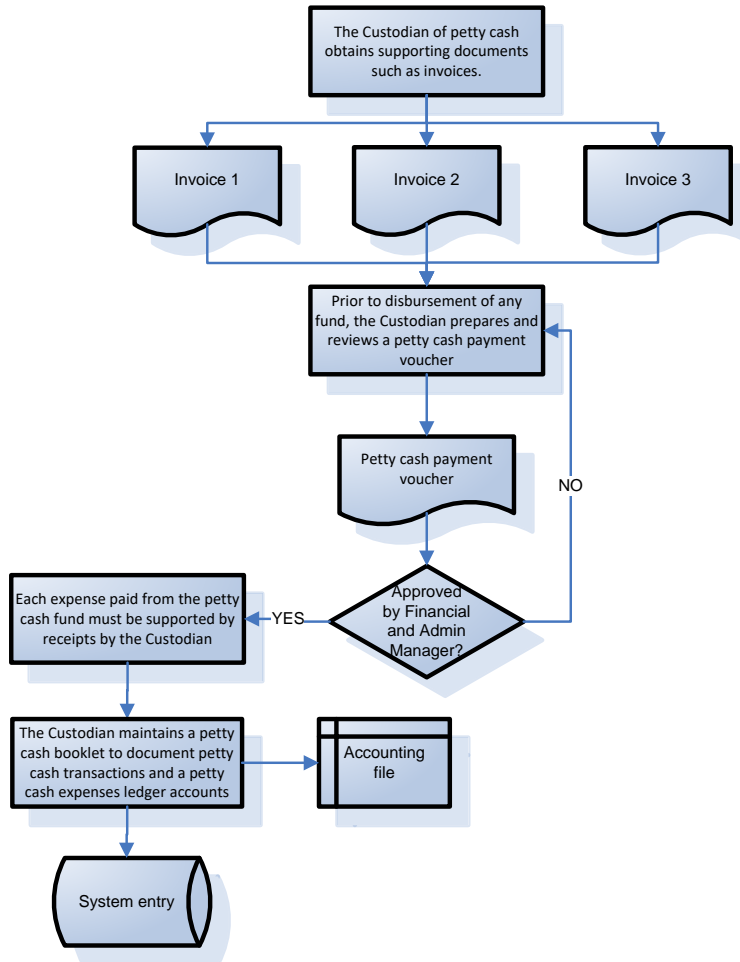 The Custodian of petty cash
obtains supporting documents
such as invoices.
Invoice 1
Invoice 2
Invoice 3
Prior to disbursement of any
fund, the Custodian prepares and
reviews a petty cash payment
voucher
Petty cash payment
voucher
NO
Approved
by Financial
and Admin
Manager?
YES
Each expense paid from the petty
cash fund must be supported by
receipts by the Custodian
The Custodian maintains a petty
cash booklet to document petty
cash transactions and a petty
cash expenses ledger accounts
Accounting
file
System entry